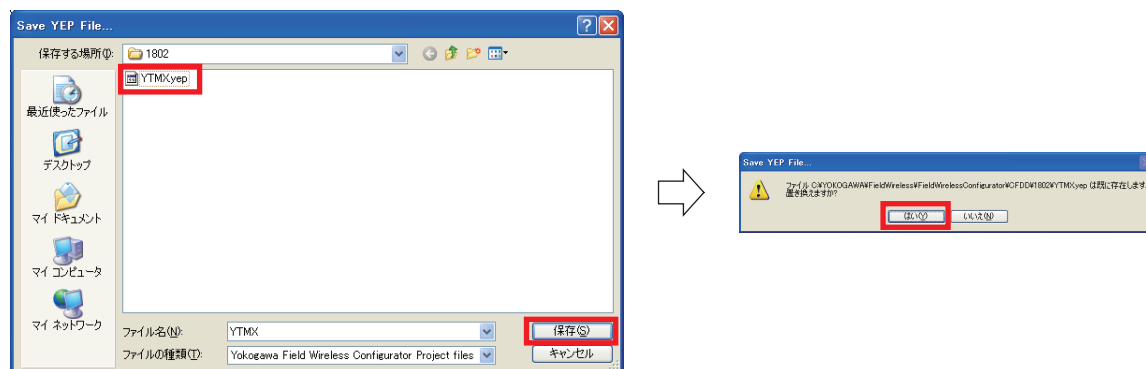 Save YEP File...
保存する場所(I):
1802
YTMX.yep
最近使ったファイル
デスクトップ
マイ ドキュメント
マイ コンピュータ
マイ ネットワーク
ファイル名(N):
YTMX
保存(S)
ファイルの種類(T):
Yokogawa Field Wireless Configurator Project files
キャンセル
Save YEP File...
ファイル C:¥YOKOGAWA¥FieldWireless¥FieldWirelessConfigurator¥CFDD¥1802¥YTMX.yep は既に存在します。
置き換えますか?
はい(Y)
いいえ(N)